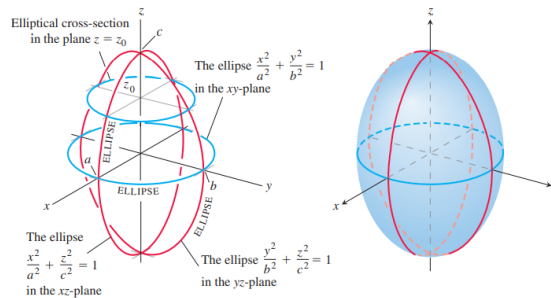 z
z
Elliptical cross-section
in the plane z = z₀
c
The ellipse x²/a² + y²/b² = 1
in the xy-plane
z₀
ELLIPSE
a
ELLIPSE
b
y
x
x
ELLIPSE
The ellipse
x²/a² + z²/c² = 1
in the xz-plane
The ellipse y²/b² + z²/c² = 1
in the yz-plane